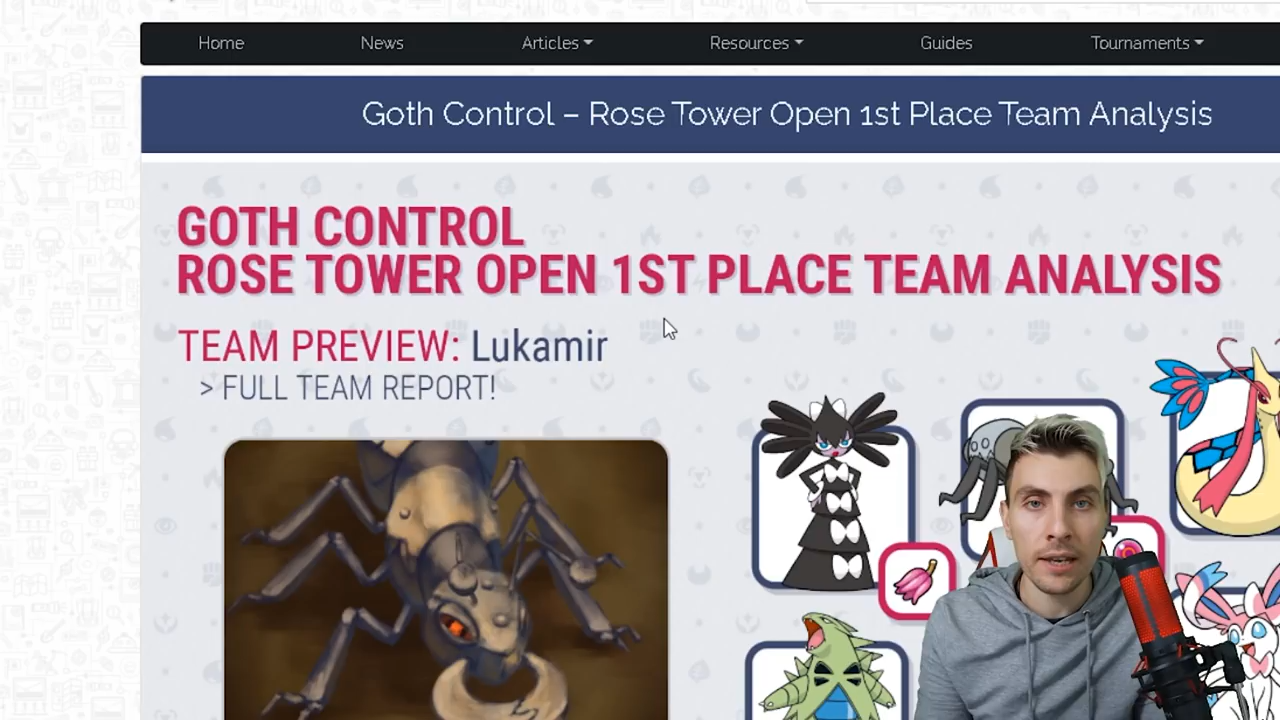 Home News Articles Resources Guides Tournaments
Goth Control – Rose Tower Open 1st Place Team Analysis
GOTH CONTROL
ROSE TOWER OPEN 1ST PLACE TEAM ANALYSIS
TEAM PREVIEW: Lukamir
> FULL TEAM REPORT!